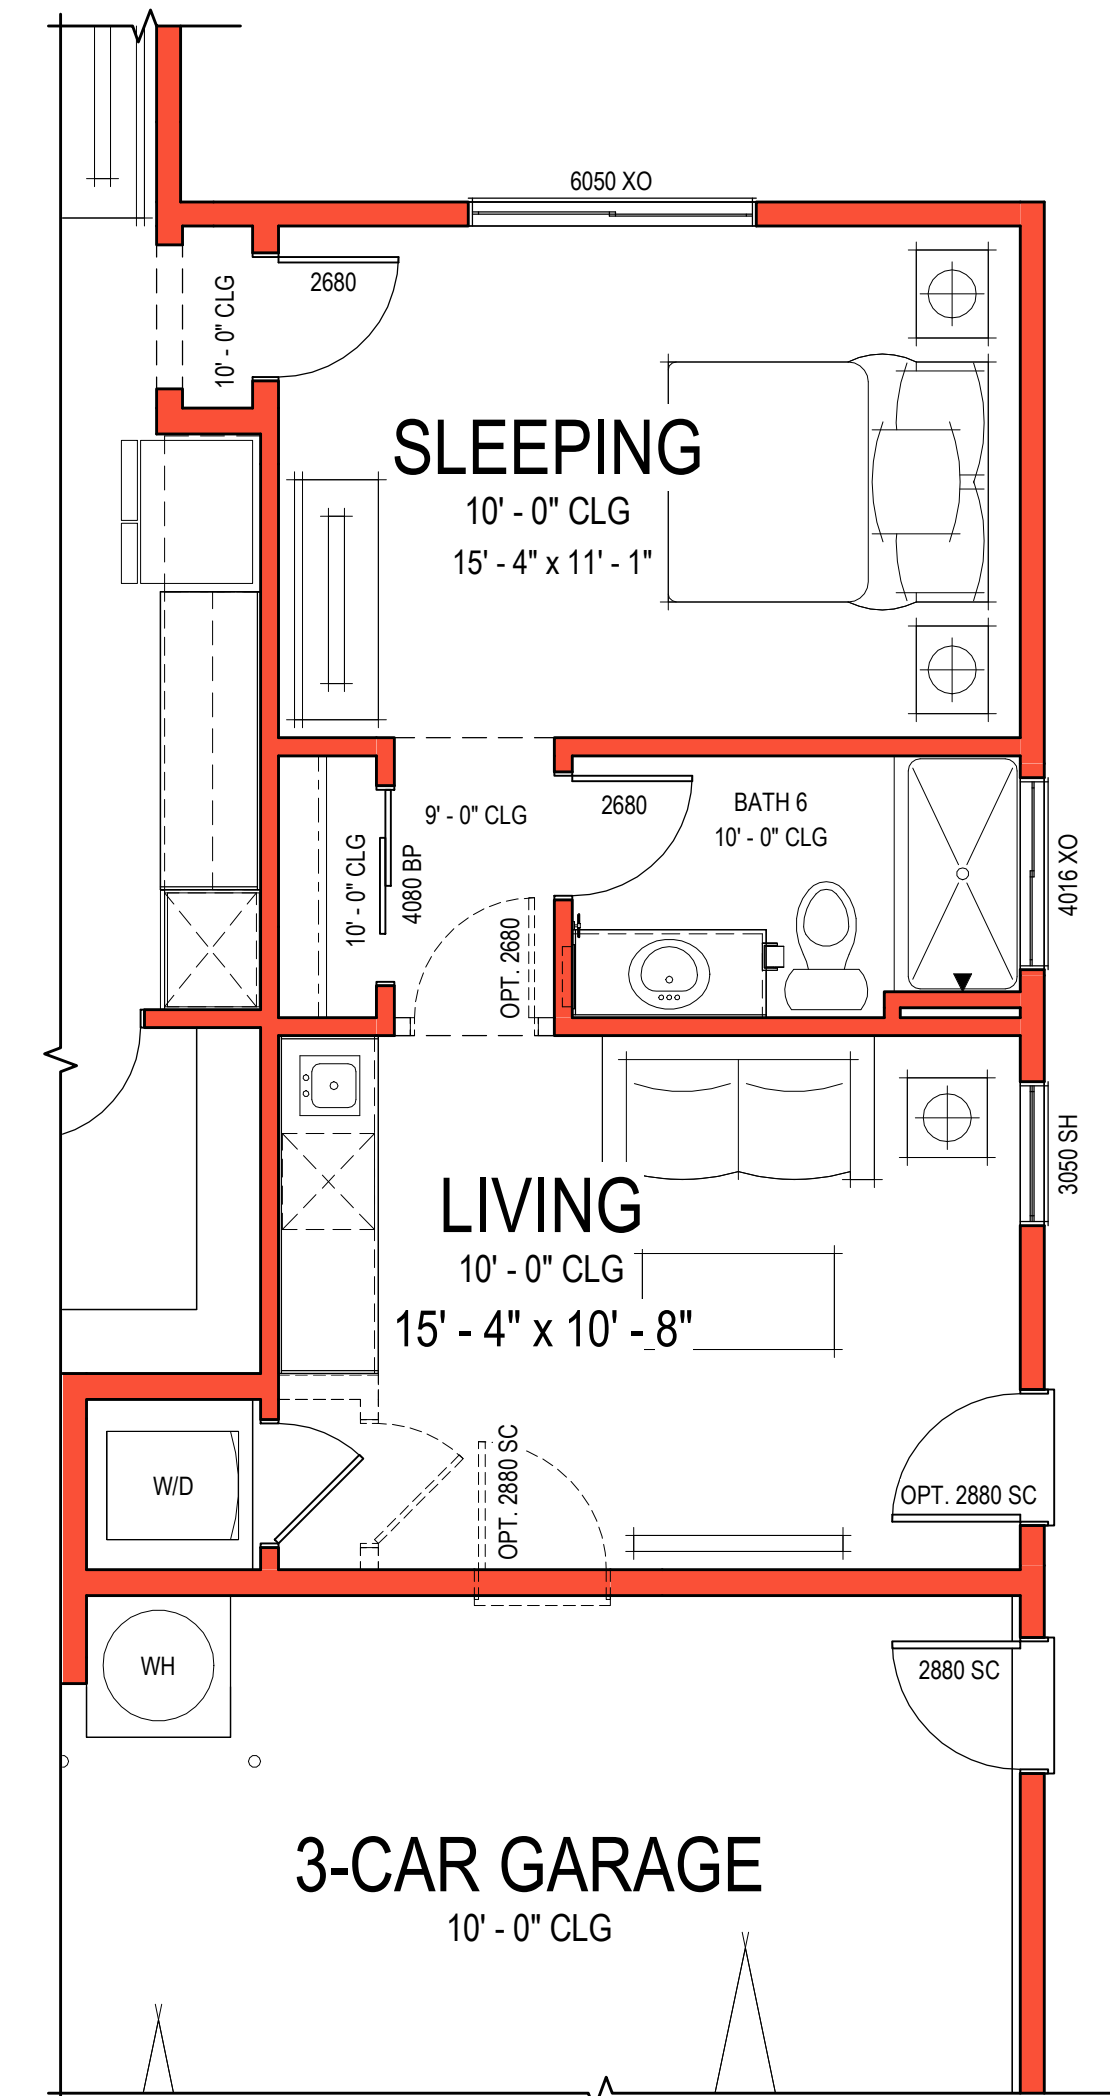 6050 XO
2680
10' - 0" CLG
SLEEPING
10' - 0" CLG
15' - 4" x 11' - 1"
9' - 0" CLG
2680
BATH 6
10' - 0" CLG
10' - 0" CLG
4080 BP
4016 XO
OPT. 2680
3050 SH
LIVING
10' - 0" CLG
15' - 4" x 10' - 8"
W/D
OPT. 2880 SC
OPT. 2880 SC
WH
2880 SC
3-CAR GARAGE
10' - 0" CLG